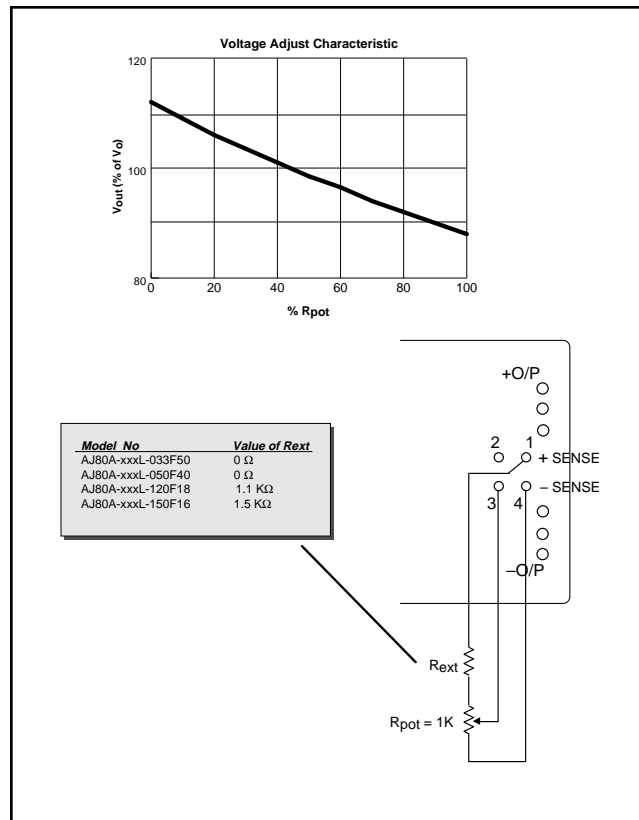 Voltage Adjust Characteristic
120
100
80
Vout (% of Vo)
0 20 40 60 80 100
% Rpot
+O/P
2 1
+ SENSE
– SENSE
3 4
–O/P
Model No Value of Rext
AJ80A-xxxL-033F50 0 Ω
AJ80A-xxxL-050F40 0 Ω
AJ80A-xxxL-120F18 1.1 KΩ
AJ80A-xxxL-150F16 1.5 KΩ
Rext
Rpot = 1K